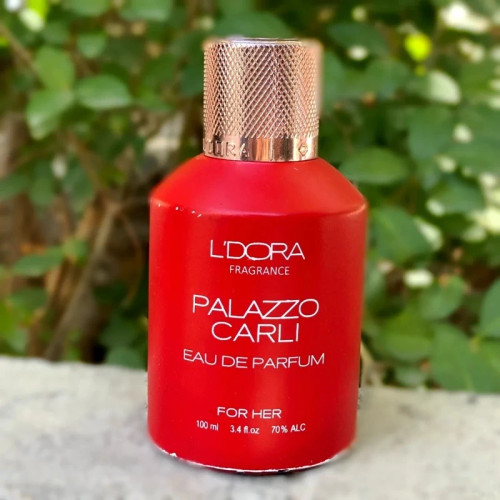 L'DORA
FRAGRANCE
PALAZZO
CARLI
EAU DE PARFUM
FOR HER
100 ml 3.4 fl.oz 70% ALC